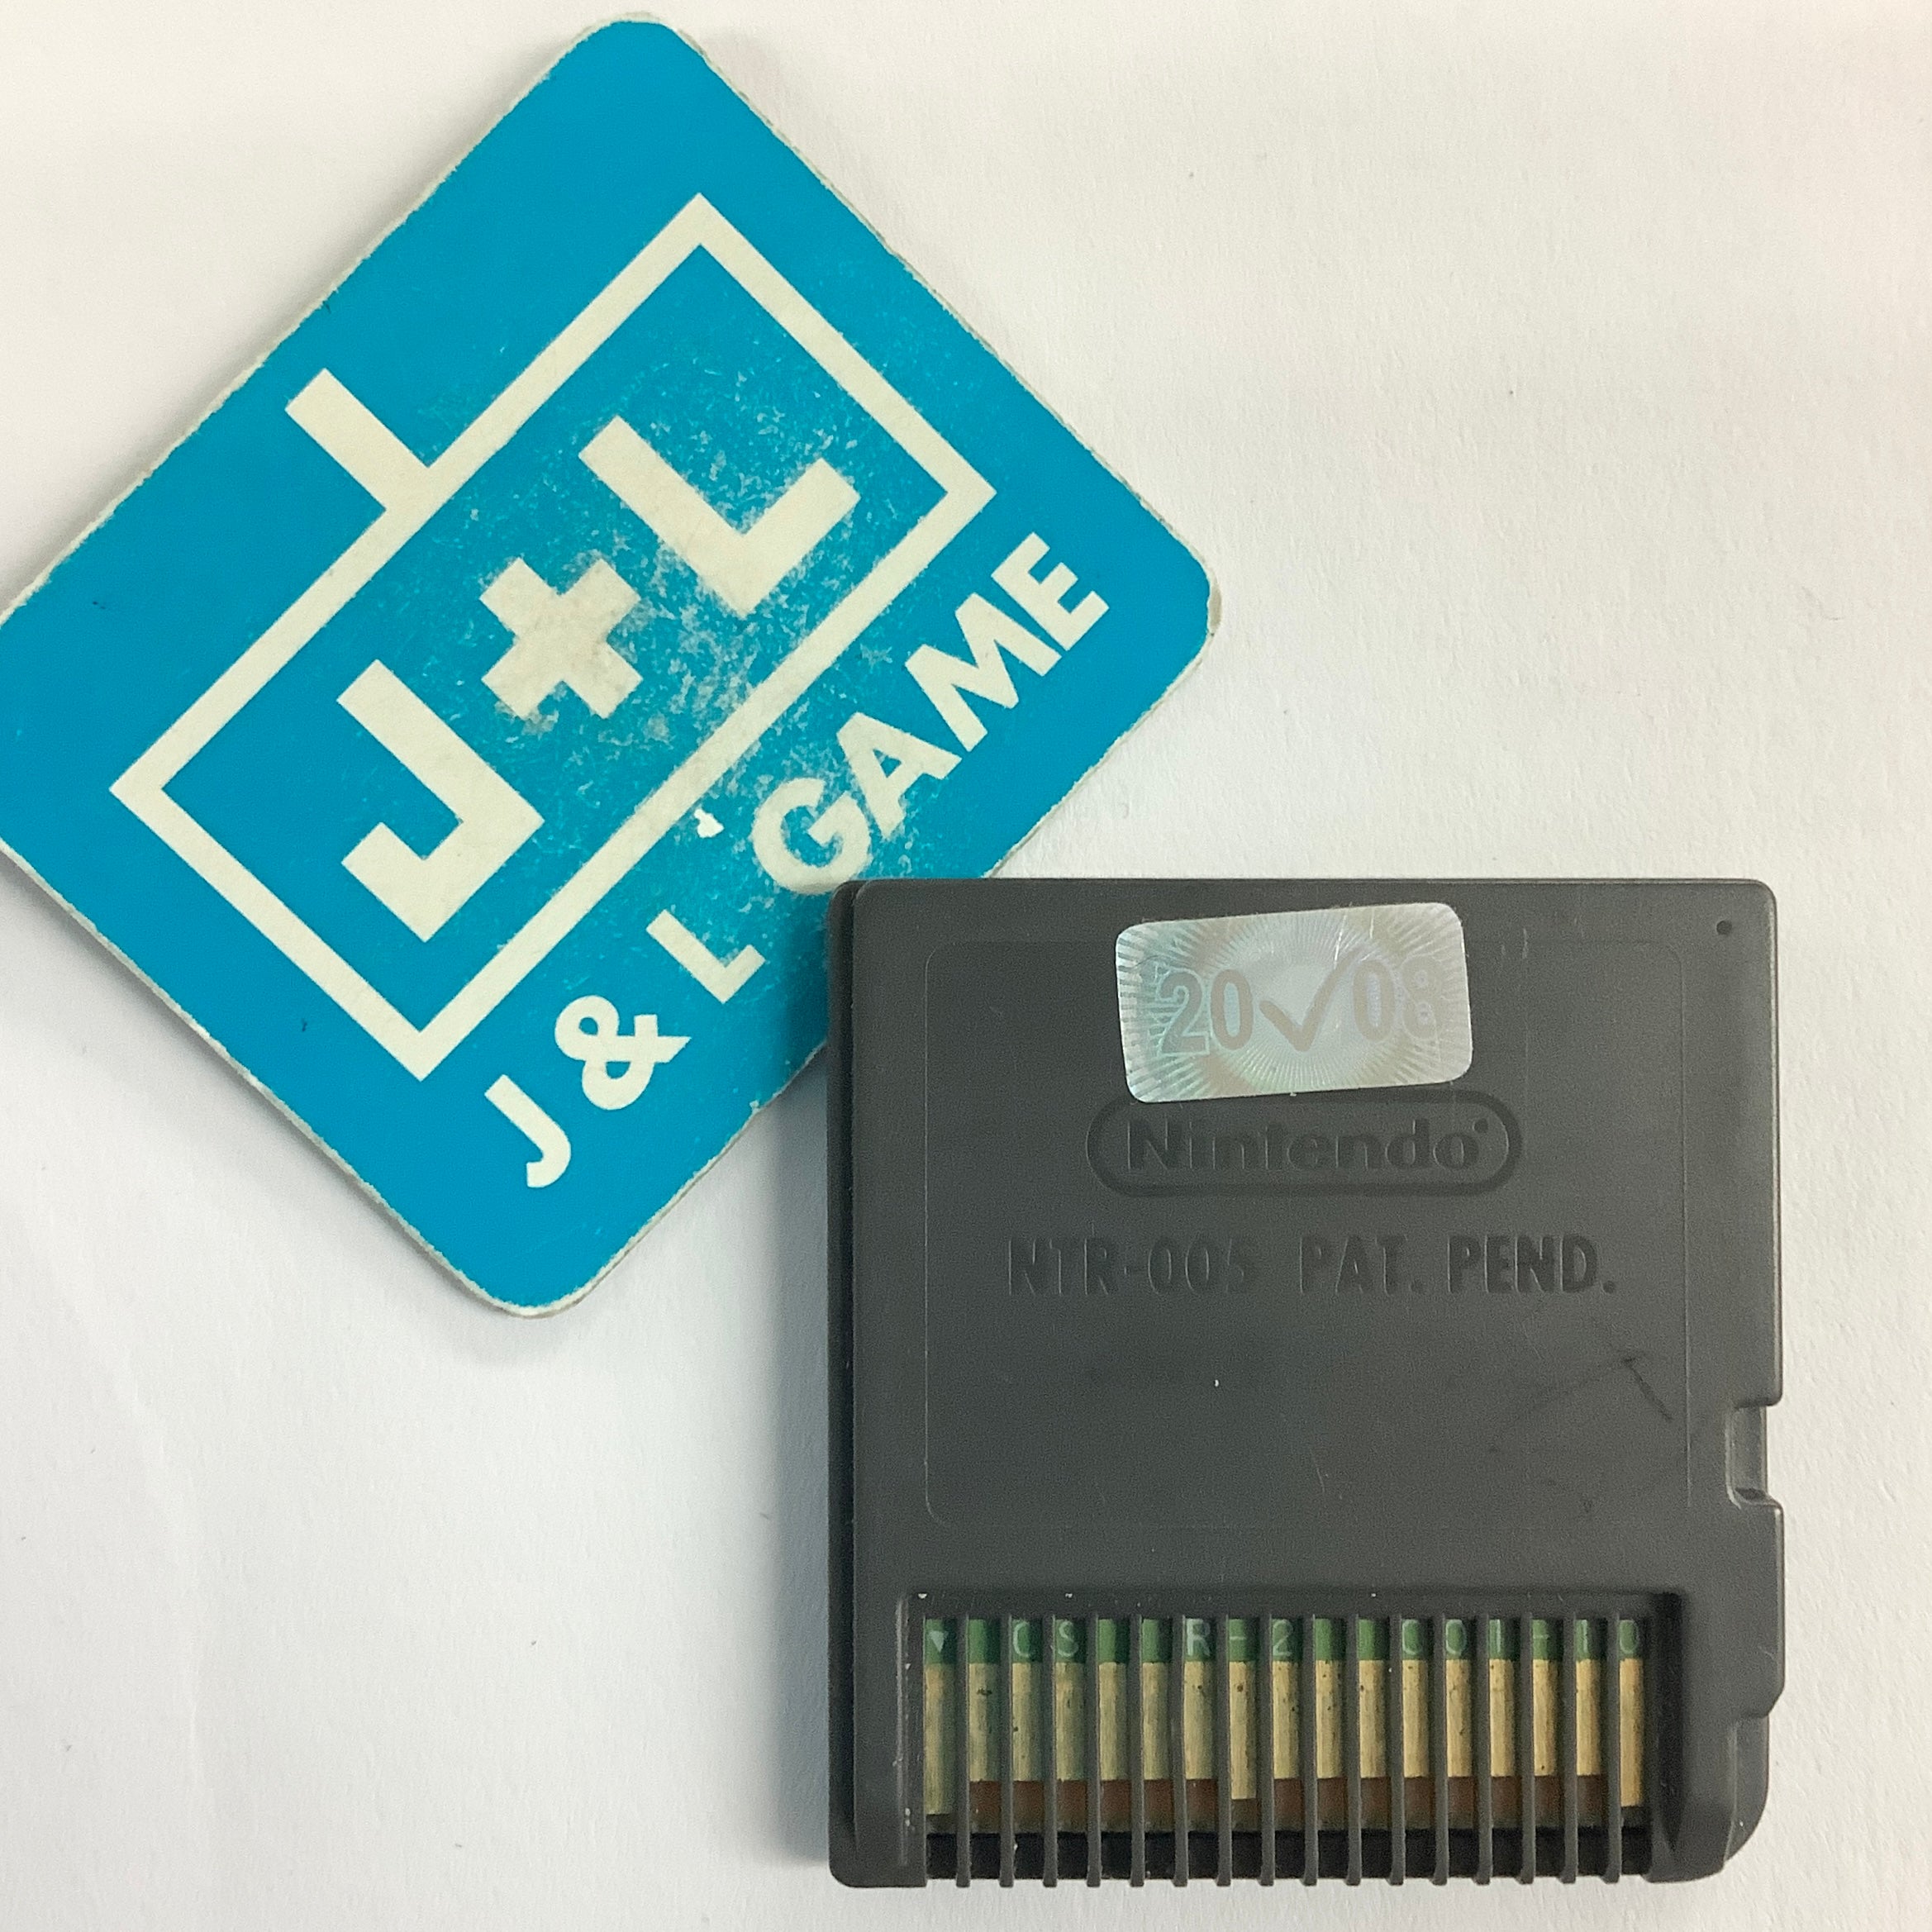 J+L
J & L GAME
20✓08
Nintendo
NTR-005 PAT. PEND.